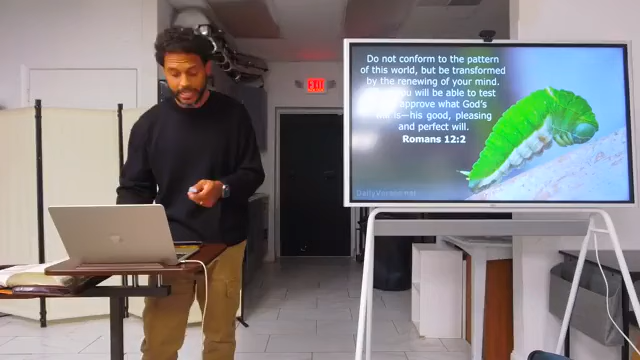 EXIT
Do not conform to the pattern
of this world, but be transformed
by the renewing of your mind.
you will be able to test
approve what God's
is—his good, pleasing
and perfect will.
Romans 12:2